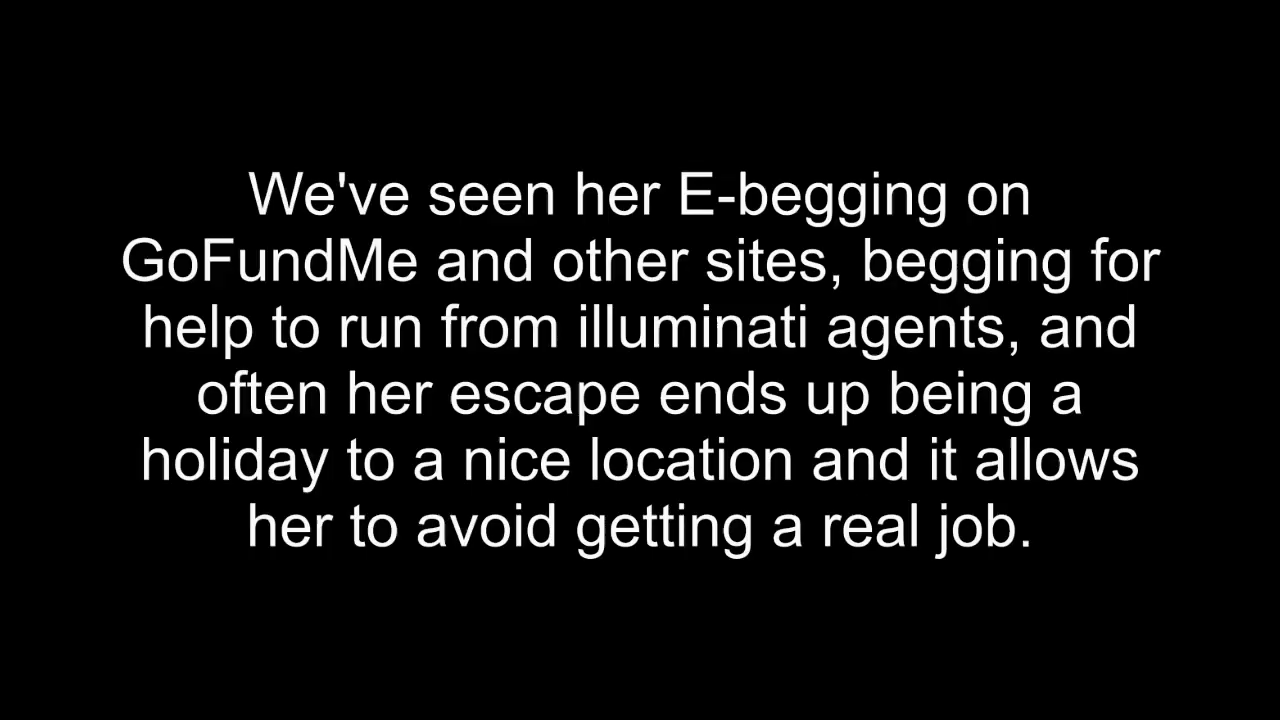 We've seen her E-begging on
GoFundMe and other sites, begging for
help to run from illuminati agents, and
often her escape ends up being a
holiday to a nice location and it allows
her to avoid getting a real job.